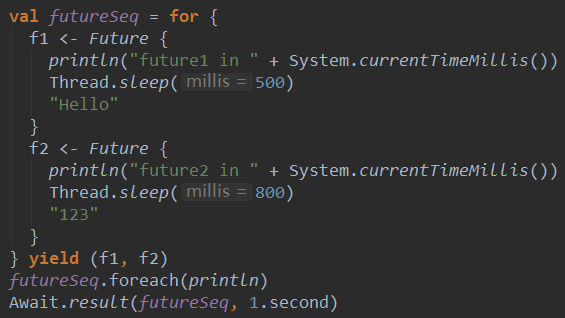 val futureSeq = for {
f1 <- Future {
println("future1 in " + System.currentTimeMillis())
Thread.sleep( millis = 500)
"Hello"
}
f2 <- Future {
println("future2 in " + System.currentTimeMillis())
Thread.sleep( millis = 800)
"123"
}
} yield (f1, f2)
futureSeq.foreach(println)
Await.result(futureSeq, 1.second)